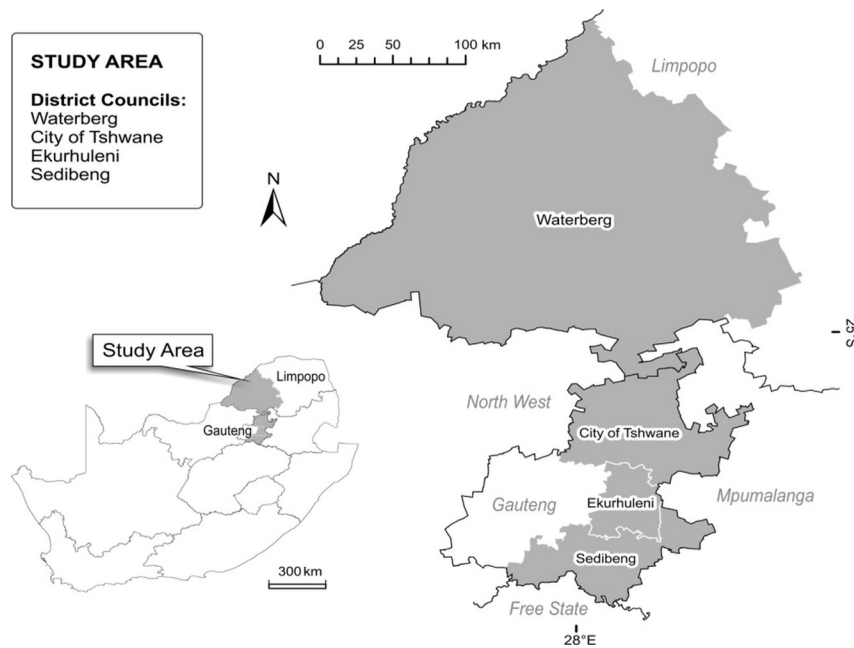 STUDY AREA
District Councils:
Waterberg
City of Tshwane
Ekurhuleni
Sedibeng
0 25 50 100 km
Limpopo
N
Waterberg
25°S
Study Area
Limpopo
North West
Gauteng
City of Tshwane
Gauteng
Ekurhuleni
Mpumalanga
Sedibeng
300 km
Free State
28°E